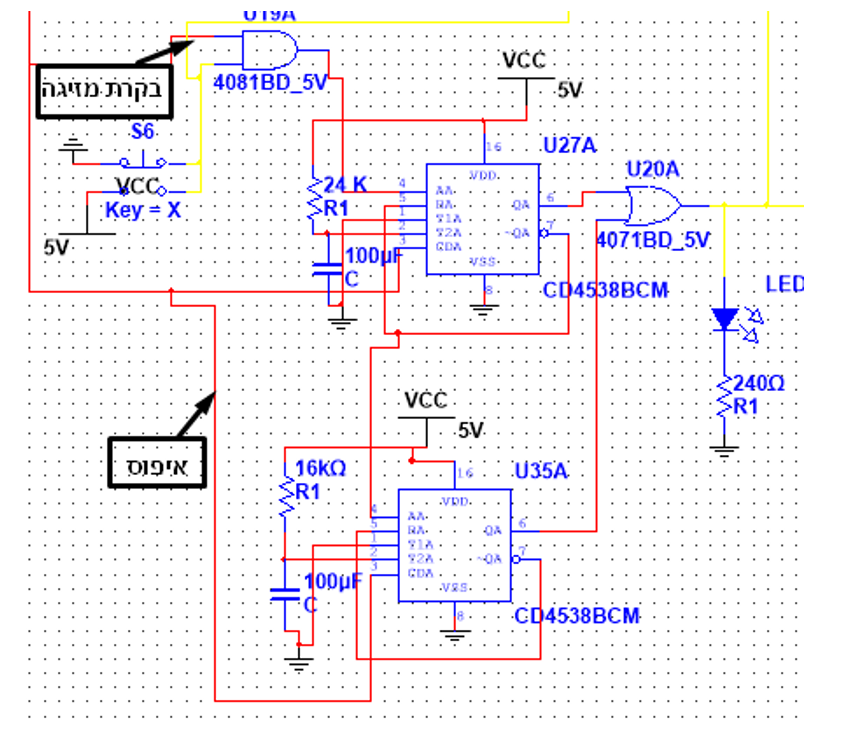 U19A
בקרת מזיגה
4081BD_5V
VCC
5V
S6
VCC
Key = X
5V
24 K
R1
100µF
C
16
VDD
U27A
4
AA
5
RA
1
T1A
2
T2A
3
CDA
QA
6
~QA
7
VSS
8
CD4538BCM
U20A
4071BD_5V
LED
240Ω
R1
איפוס
VCC
5V
16kΩ
R1
100µF
C
16
VDD
U35A
4
AA
5
RA
1
T1A
2
T2A
3
CDA
QA
6
~QA
7
VSS
8
CD4538BCM